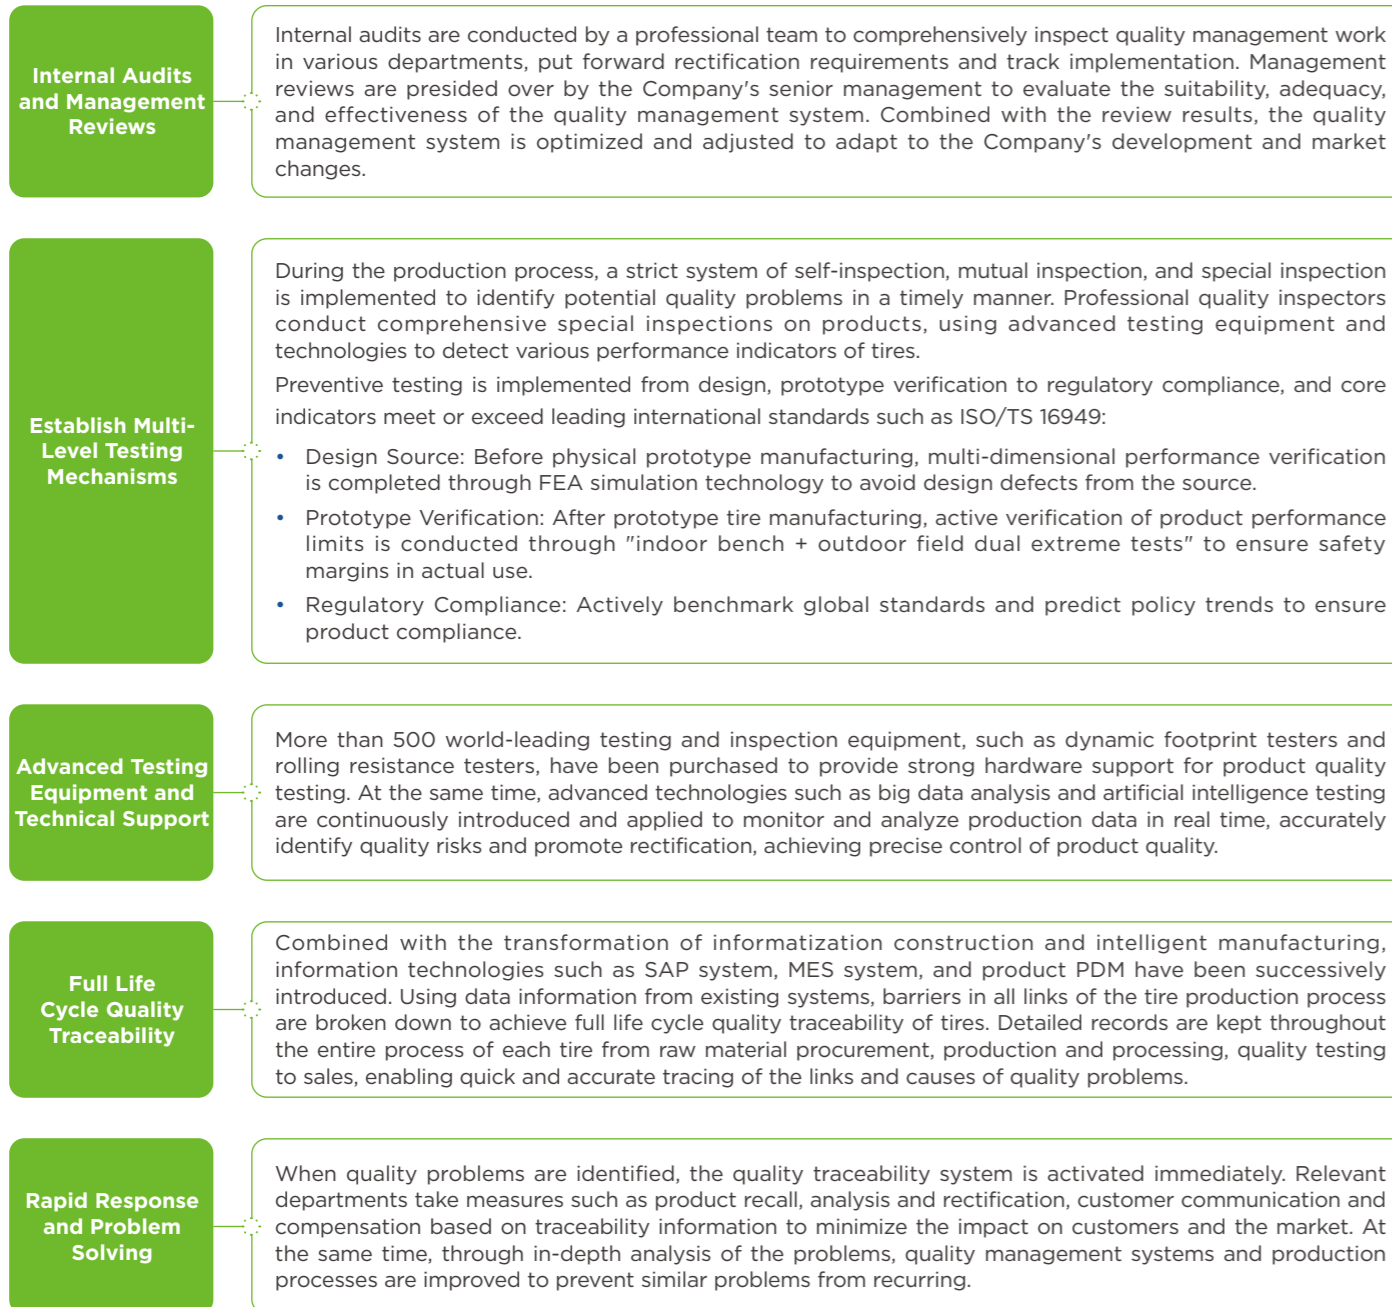 Internal Audits
and Management
Reviews
Internal audits are conducted by a professional team to comprehensively inspect quality management work
in various departments, put forward rectification requirements and track implementation. Management
reviews are presided over by the Company's senior management to evaluate the suitability, adequacy,
and effectiveness of the quality management system. Combined with the review results, the quality
management system is optimized and adjusted to adapt to the Company's development and market
changes.
Establish Multi-
Level Testing
Mechanisms
During the production process, a strict system of self-inspection, mutual inspection, and special inspection
is implemented to identify potential quality problems in a timely manner. Professional quality inspectors
conduct comprehensive special inspections on products, using advanced testing equipment and
technologies to detect various performance indicators of tires.
Preventive testing is implemented from design, prototype verification to regulatory compliance, and core
indicators meet or exceed leading international standards such as ISO/TS 16949:
• Design Source: Before physical prototype manufacturing, multi-dimensional performance verification
is completed through FEA simulation technology to avoid design defects from the source.
• Prototype Verification: After prototype tire manufacturing, active verification of product performance
limits is conducted through "indoor bench + outdoor field dual extreme tests" to ensure safety
margins in actual use.
• Regulatory Compliance: Actively benchmark global standards and predict policy trends to ensure
product compliance.
Advanced Testing
Equipment and
Technical Support
More than 500 world-leading testing and inspection equipment, such as dynamic footprint testers and
rolling resistance testers, have been purchased to provide strong hardware support for product quality
testing. At the same time, advanced technologies such as big data analysis and artificial intelligence testing
are continuously introduced and applied to monitor and analyze production data in real time, accurately
identify quality risks and promote rectification, achieving precise control of product quality.
Full Life
Cycle Quality
Traceability
Combined with the transformation of informatization construction and intelligent manufacturing,
information technologies such as SAP system, MES system, and product PDM have been successively
introduced. Using data information from existing systems, barriers in all links of the tire production process
are broken down to achieve full life cycle quality traceability of tires. Detailed records are kept throughout
the entire process of each tire from raw material procurement, production and processing, quality testing
to sales, enabling quick and accurate tracing of the links and causes of quality problems.
Rapid Response
and Problem
Solving
When quality problems are identified, the quality traceability system is activated immediately. Relevant
departments take measures such as product recall, analysis and rectification, customer communication and
compensation based on traceability information to minimize the impact on customers and the market. At
the same time, through in-depth analysis of the problems, quality management systems and production
processes are improved to prevent similar problems from recurring.